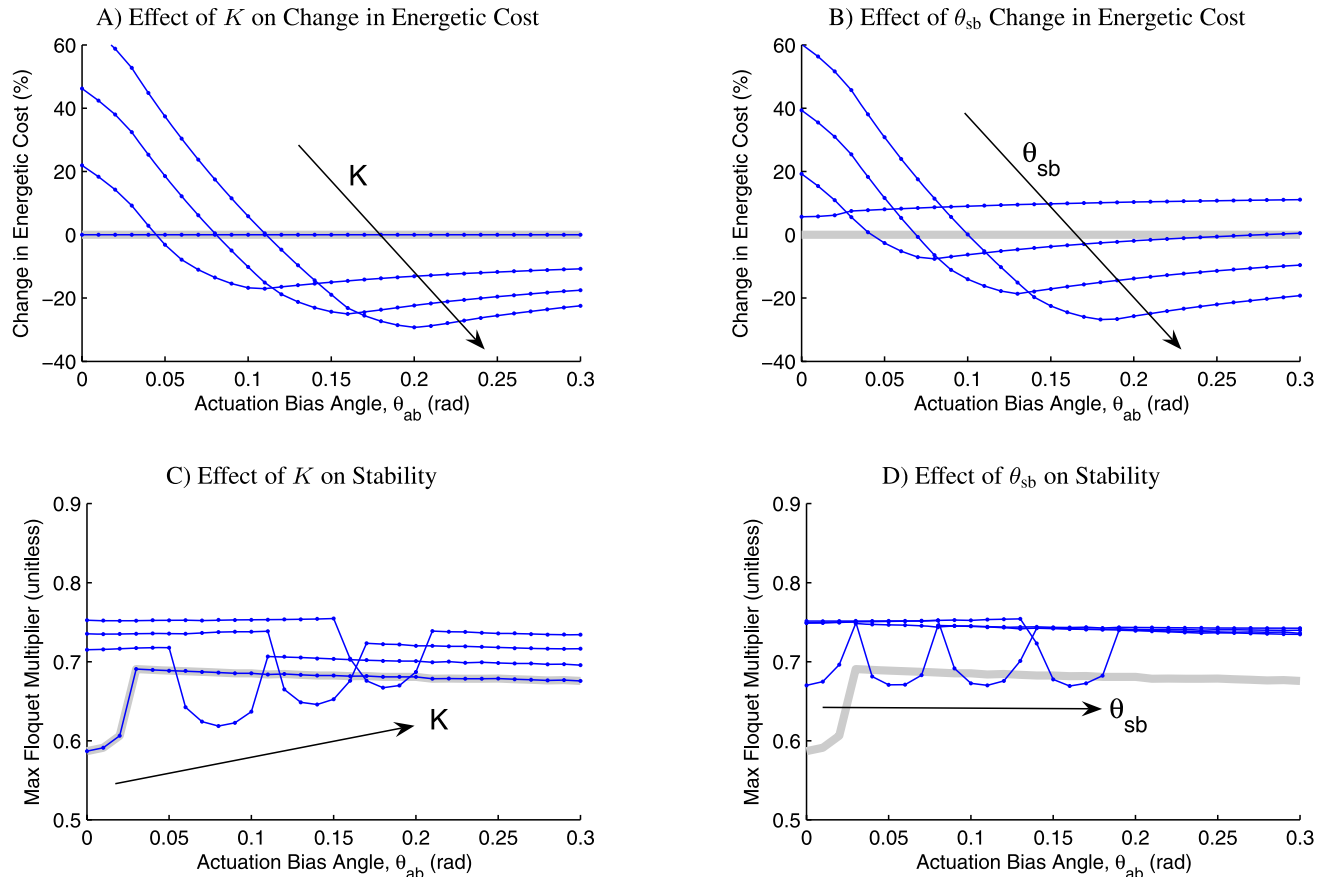 A) Effect of K on Change in Energetic Cost
60
40
20
0
−20
−40
Change in Energetic Cost (%)
K
0 0.05 0.1 0.15 0.2 0.25 0.3
Actuation Bias Angle, θab (rad)
B) Effect of θsb Change in Energetic Cost
60
40
20
0
−20
−40
Change in Energetic Cost (%)
θsb
0 0.05 0.1 0.15 0.2 0.25 0.3
Actuation Bias Angle, θab (rad)
C) Effect of K on Stability
0.9
0.8
0.7
0.6
0.5
Max Floquet Multiplier (unitless)
K
0 0.05 0.1 0.15 0.2 0.25 0.3
Actuation Bias Angle, θab (rad)
D) Effect of θsb on Stability
0.9
0.8
0.7
0.6
0.5
Max Floquet Multiplier (unitless)
θsb
0 0.05 0.1 0.15 0.2 0.25 0.3
Actuation Bias Angle, θab (rad)